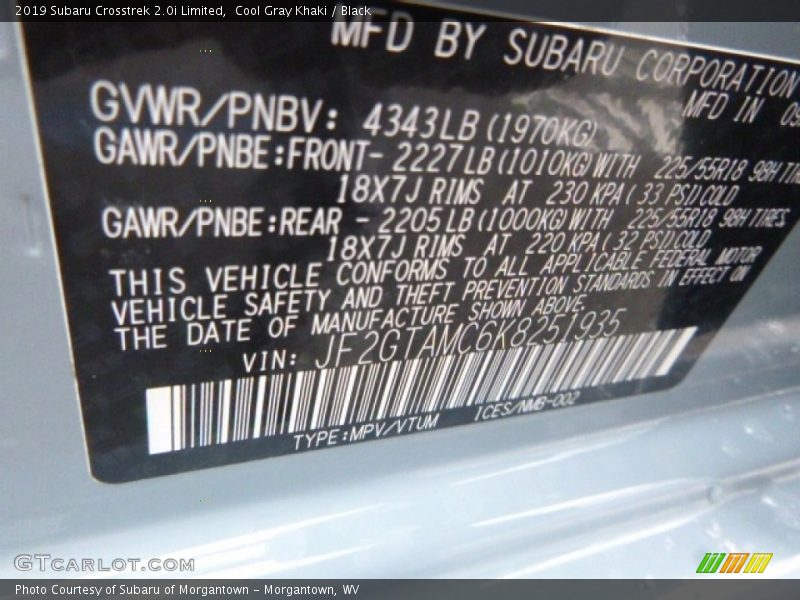 2019 Subaru Crosstrek 2.0i Limited,  Cool Gray Khaki / Black
MFD BY SUBARU CORPORATION
MFD IN
GVWR/PNBV: 4343LB (1970KG)
GAWR/PNBE:FRONT- 2227LB (1010KG) WITH 225/55R18 98H TIRES
18X7J RIMS AT 230 KPA ( 33 PSI) COLD
GAWR/PNBE:REAR - 2205LB (1000KG) WITH 225/55R18 98H TIRES
18X7J RIMS AT 220 KPA ( 32 PSI) COLD
THIS VEHICLE CONFORMS TO ALL APPLICABLE FEDERAL MOTOR
VEHICLE SAFETY AND THEFT PREVENTION STANDARDS IN EFFECT ON
THE DATE OF MANUFACTURE SHOWN ABOVE.
VIN: JF2GTAMC6K8251935
TYPE:MPV/VTUM ICES/NMB-002
GTCARLOT.COM
Photo Courtesy of Subaru of Morgantown - Morgantown, WV